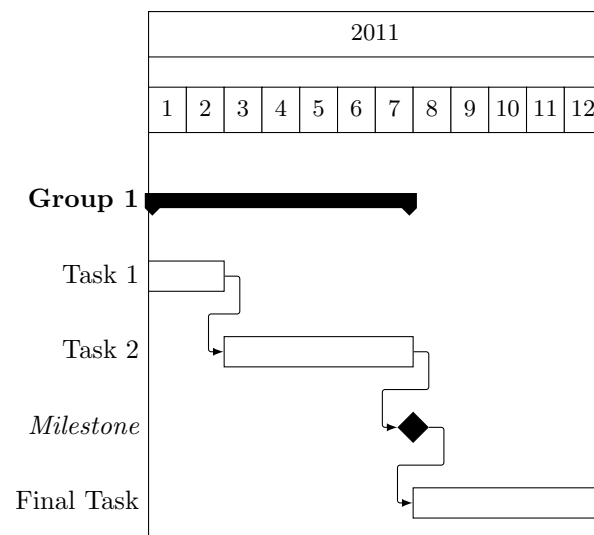 2011
1 2 3 4 5 6 7 8 9 10 11 12
Group 1
Task 1
Task 2
Milestone
Final Task